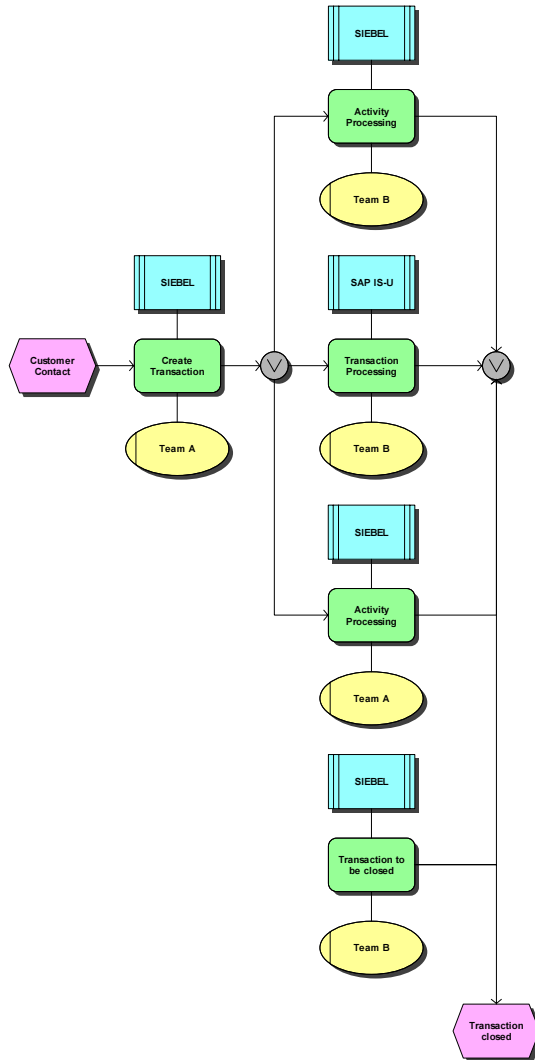 SIEBEL
Activity
Processing
Team B
SIEBEL
SAP IS-U
Customer
Contact
Create
Transaction
Transaction
Processing
Team A
Team B
SIEBEL
Activity
Processing
Team A
SIEBEL
Transaction to
be closed
Team B
Transaction
closed